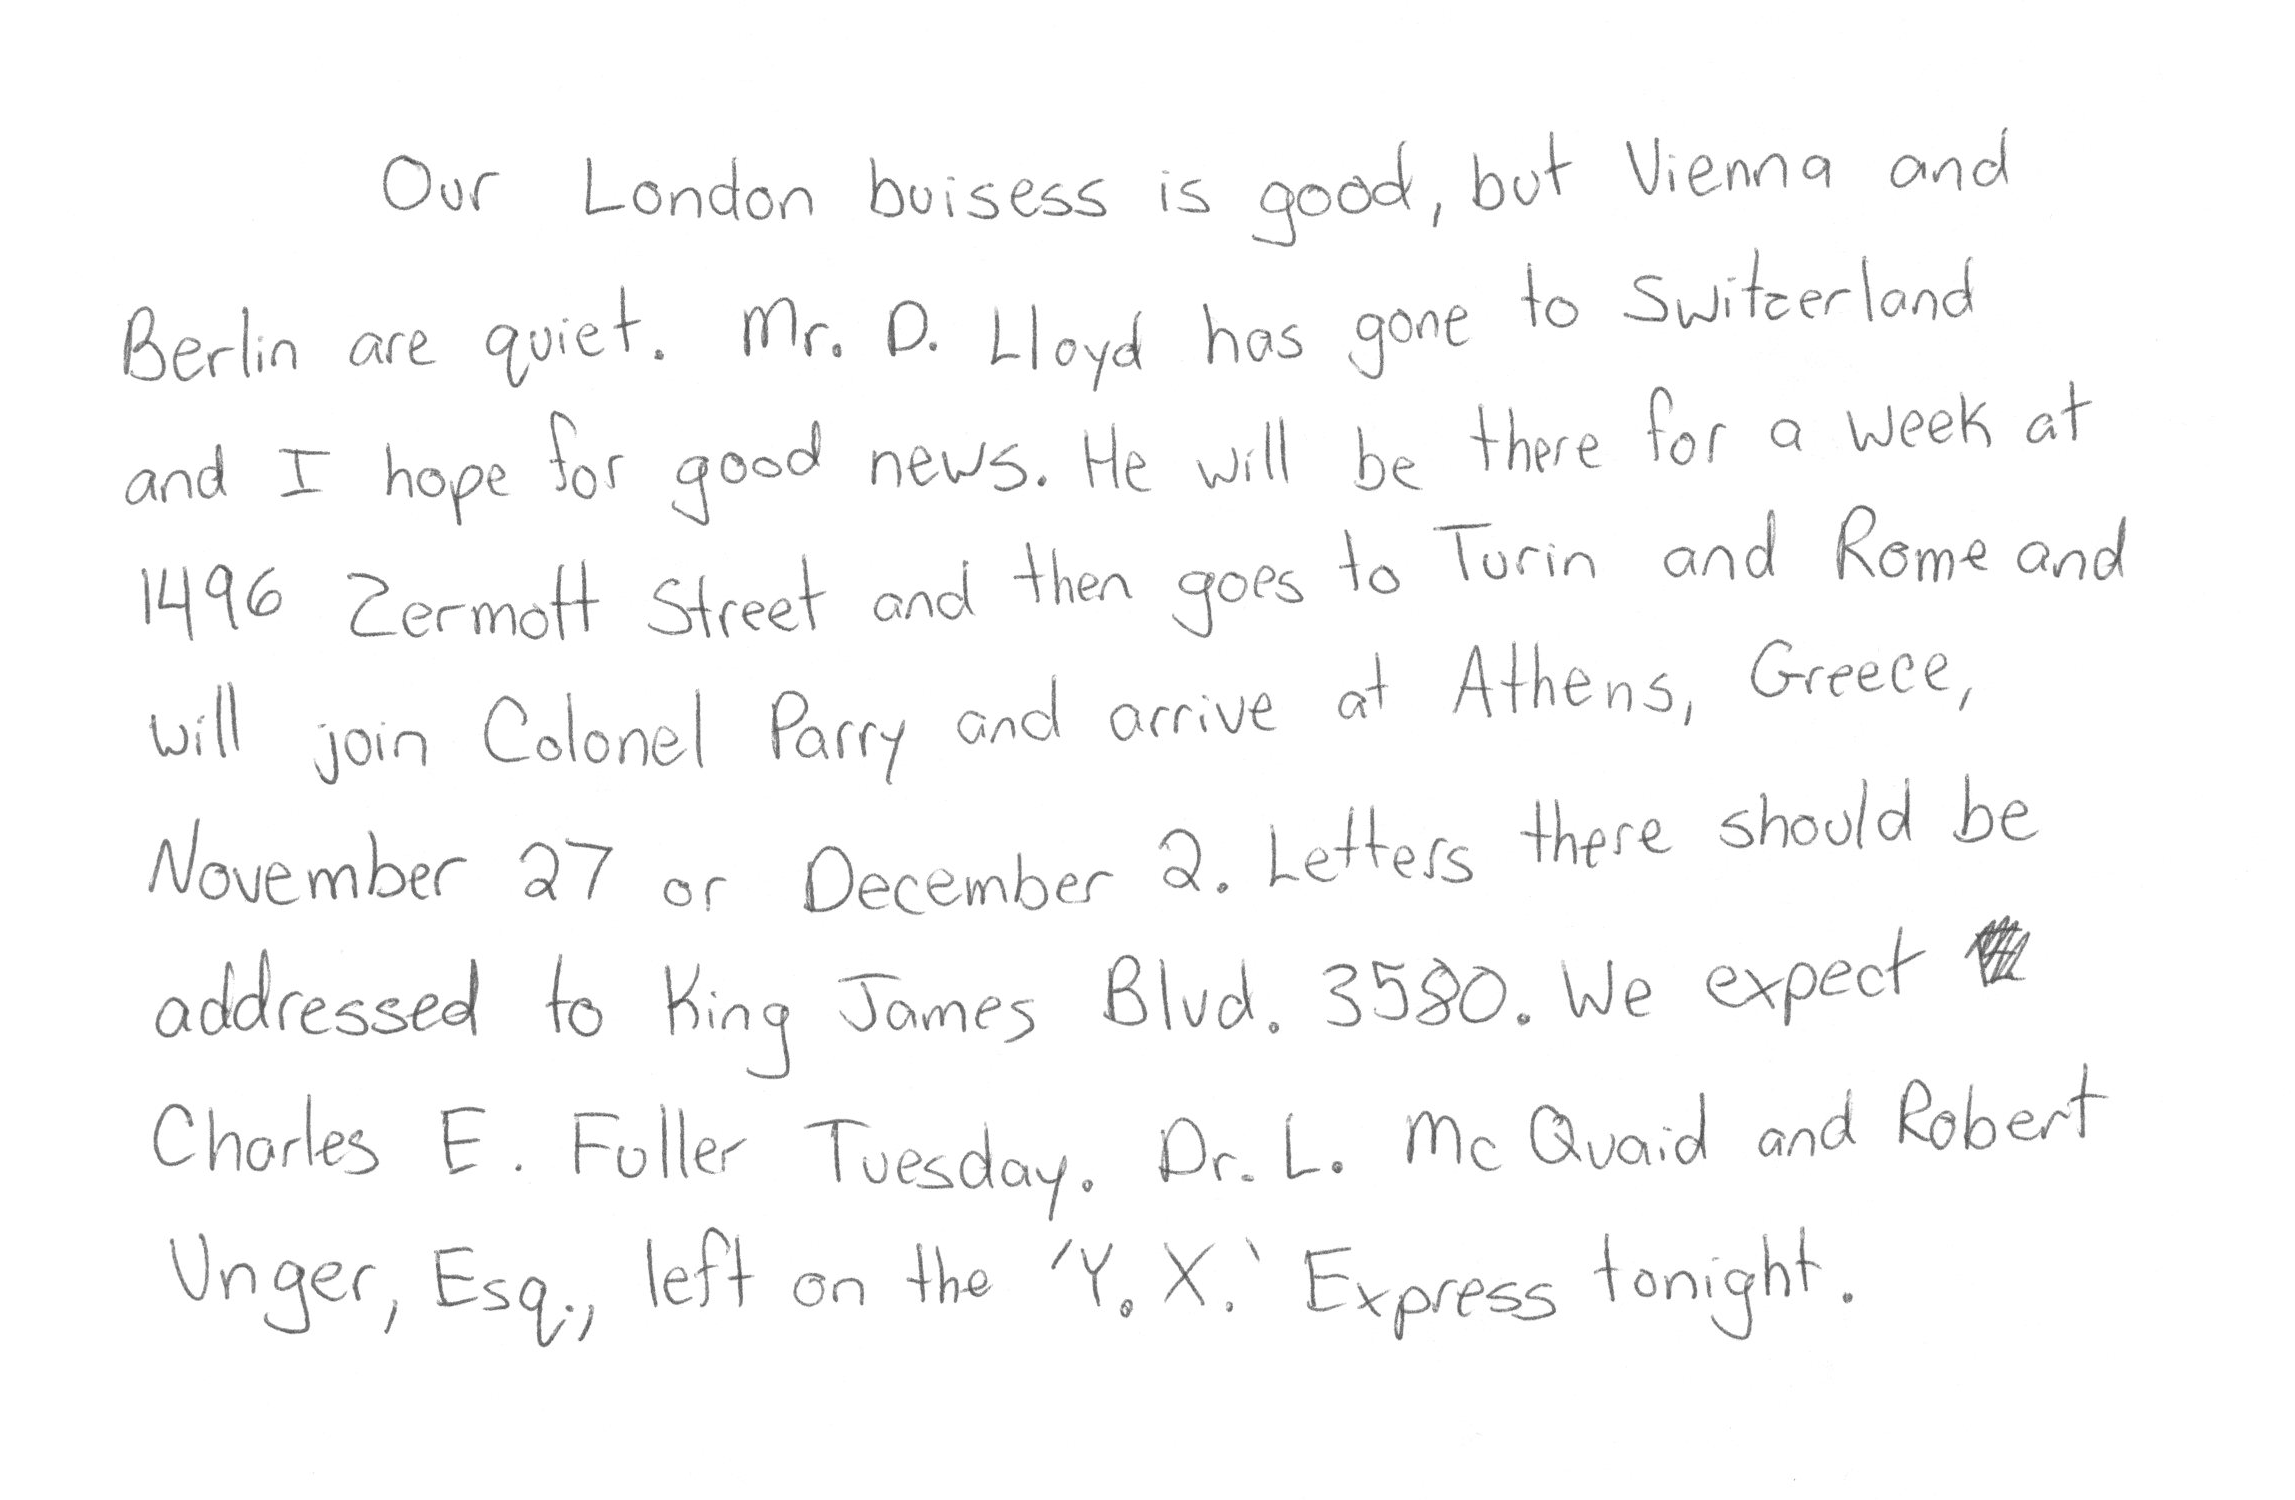 Our London buisess is good, but Vienna and
Berlin are quiet. Mr. D. Lloyd has gone to Switzerland
and I hope for good news. He will be there for a week at
1496 Zermott Street and then goes to Turin and Rome and
will join Colonel Parry and arrive at Athens, Greece,
November 27 or December 2. Letters there should be
addressed to King James Blvd. 3580. We expect
Charles E. Fuller Tuesday. Dr. L. Mc Quaid and Robert
Unger, Esq., left on the 'Y. X.' Express tonight.